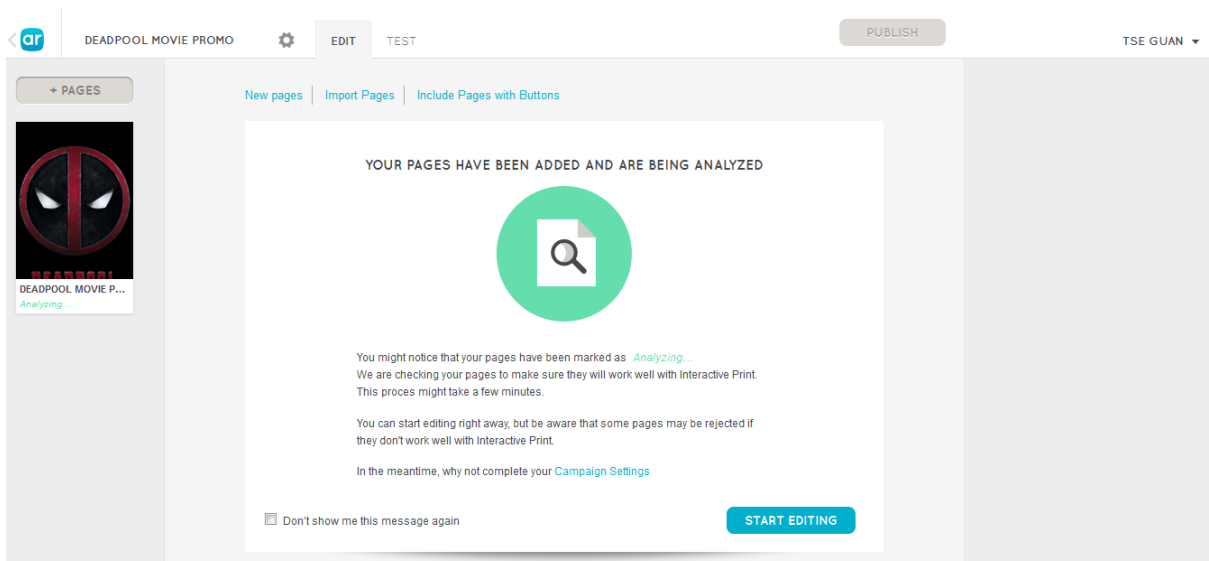 ar
DEADPOOL MOVIE PROMO
EDIT
TEST
PUBLISH
TSE GUAN
+ PAGES
New pages
Import Pages
Include Pages with Buttons
DEADPOOL
DEADPOOL MOVIE P...
Analyzing...
YOUR PAGES HAVE BEEN ADDED AND ARE BEING ANALYZED
You might notice that your pages have been marked as Analyzing...
We are checking your pages to make sure they will work well with Interactive Print.
This proces might take a few minutes.
You can start editing right away, but be aware that some pages may be rejected if
they don't work well with Interactive Print.
In the meantime, why not complete your Campaign Settings
Don't show me this message again
START EDITING